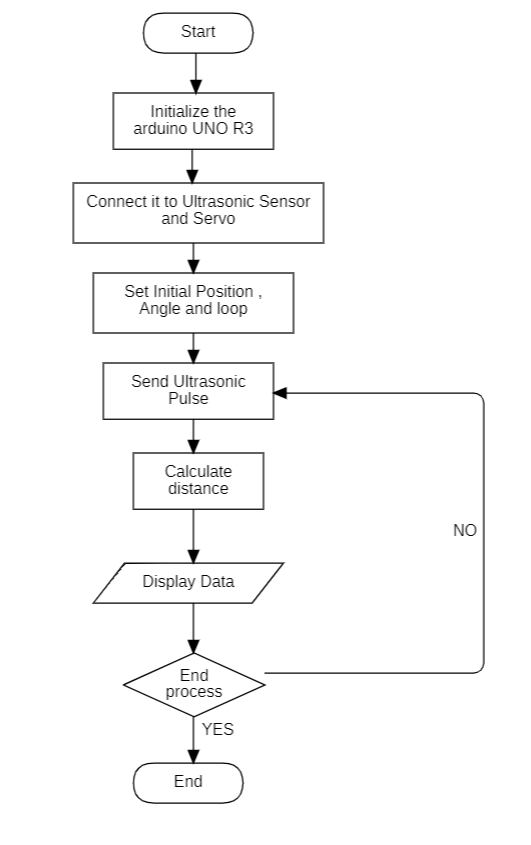 Start
Initialize the
arduino UNO R3
Connect it to Ultrasonic Sensor
and Servo
Set Initial Position ,
Angle and loop
Send Ultrasonic
Pulse
Calculate
distance
NO
Display Data
End
process
YES
End